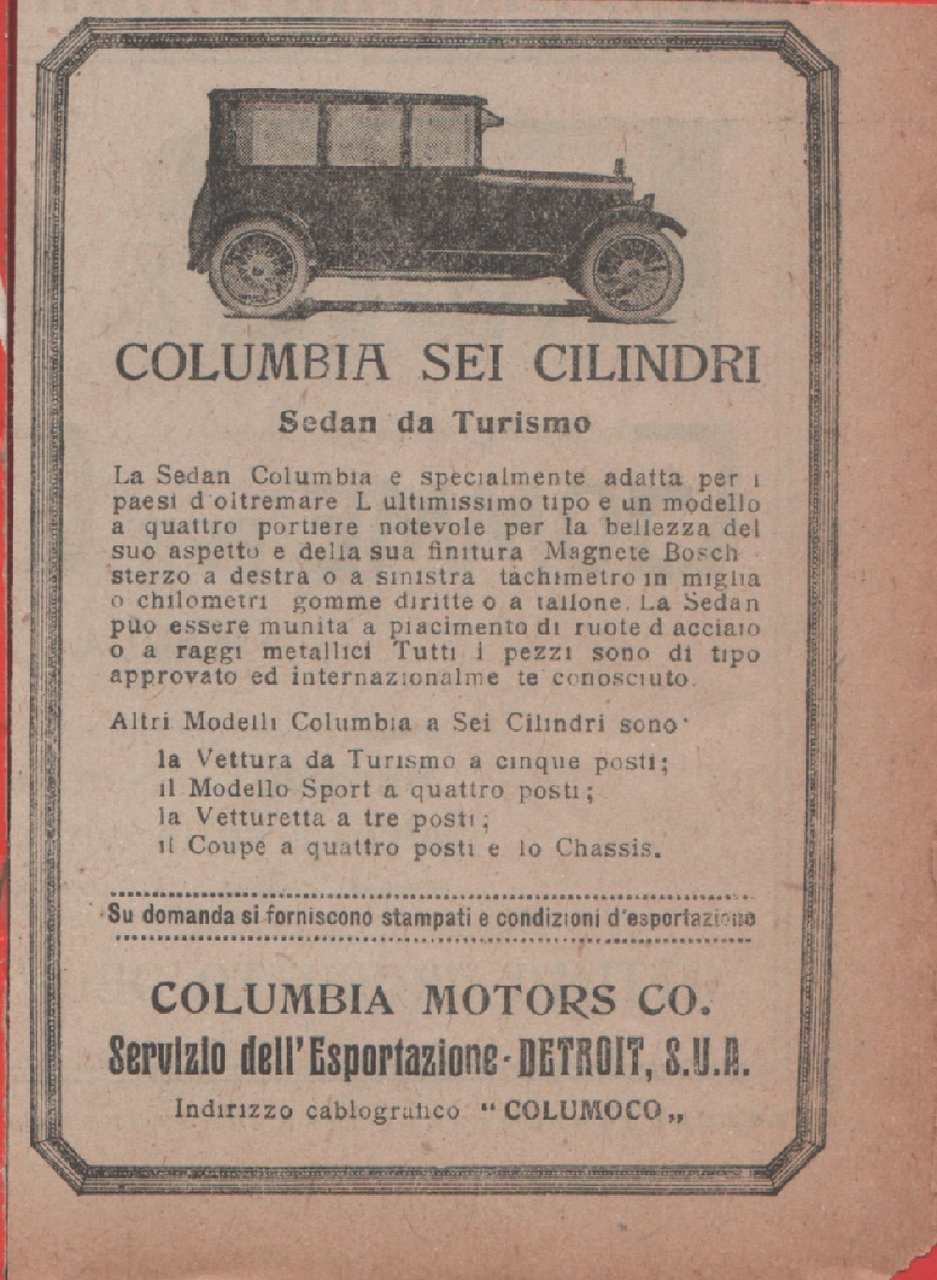 COLUMBIA SEI CILINDRI
Sedan da Turismo
La Sedan Columbia e specialmente adatta per i
paesi d'oltremare L ultimissimo tipo e un modello
a quattro portiere notevole per la bellezza del
suo aspetto e della sua finitura Magnete Bosch
sterzo a destra o a sinistra tachimetro in miglia
o chilometri gomme diritte o a tallone. La Sedan
puo essere munita a piacimento di ruote d acciaio
o a raggi metallici Tutti i pezzi sono di tipo
approvato ed internazionalme te conosciuto.
Altri Modelli Columbia a Sei Cilindri sono:
la Vettura da Turismo a cinque posti;
il Modello Sport a quattro posti;
la Vetturetta a tre posti;
il Coupe a quattro posti e lo Chassis.
Su domanda si forniscono stampati e condizioni d'esportazione
COLUMBIA MOTORS CO.
Servizio dell'Esportazione - DETROIT, S.U.A.
Indirizzo cablografico “ COLUMOCO „